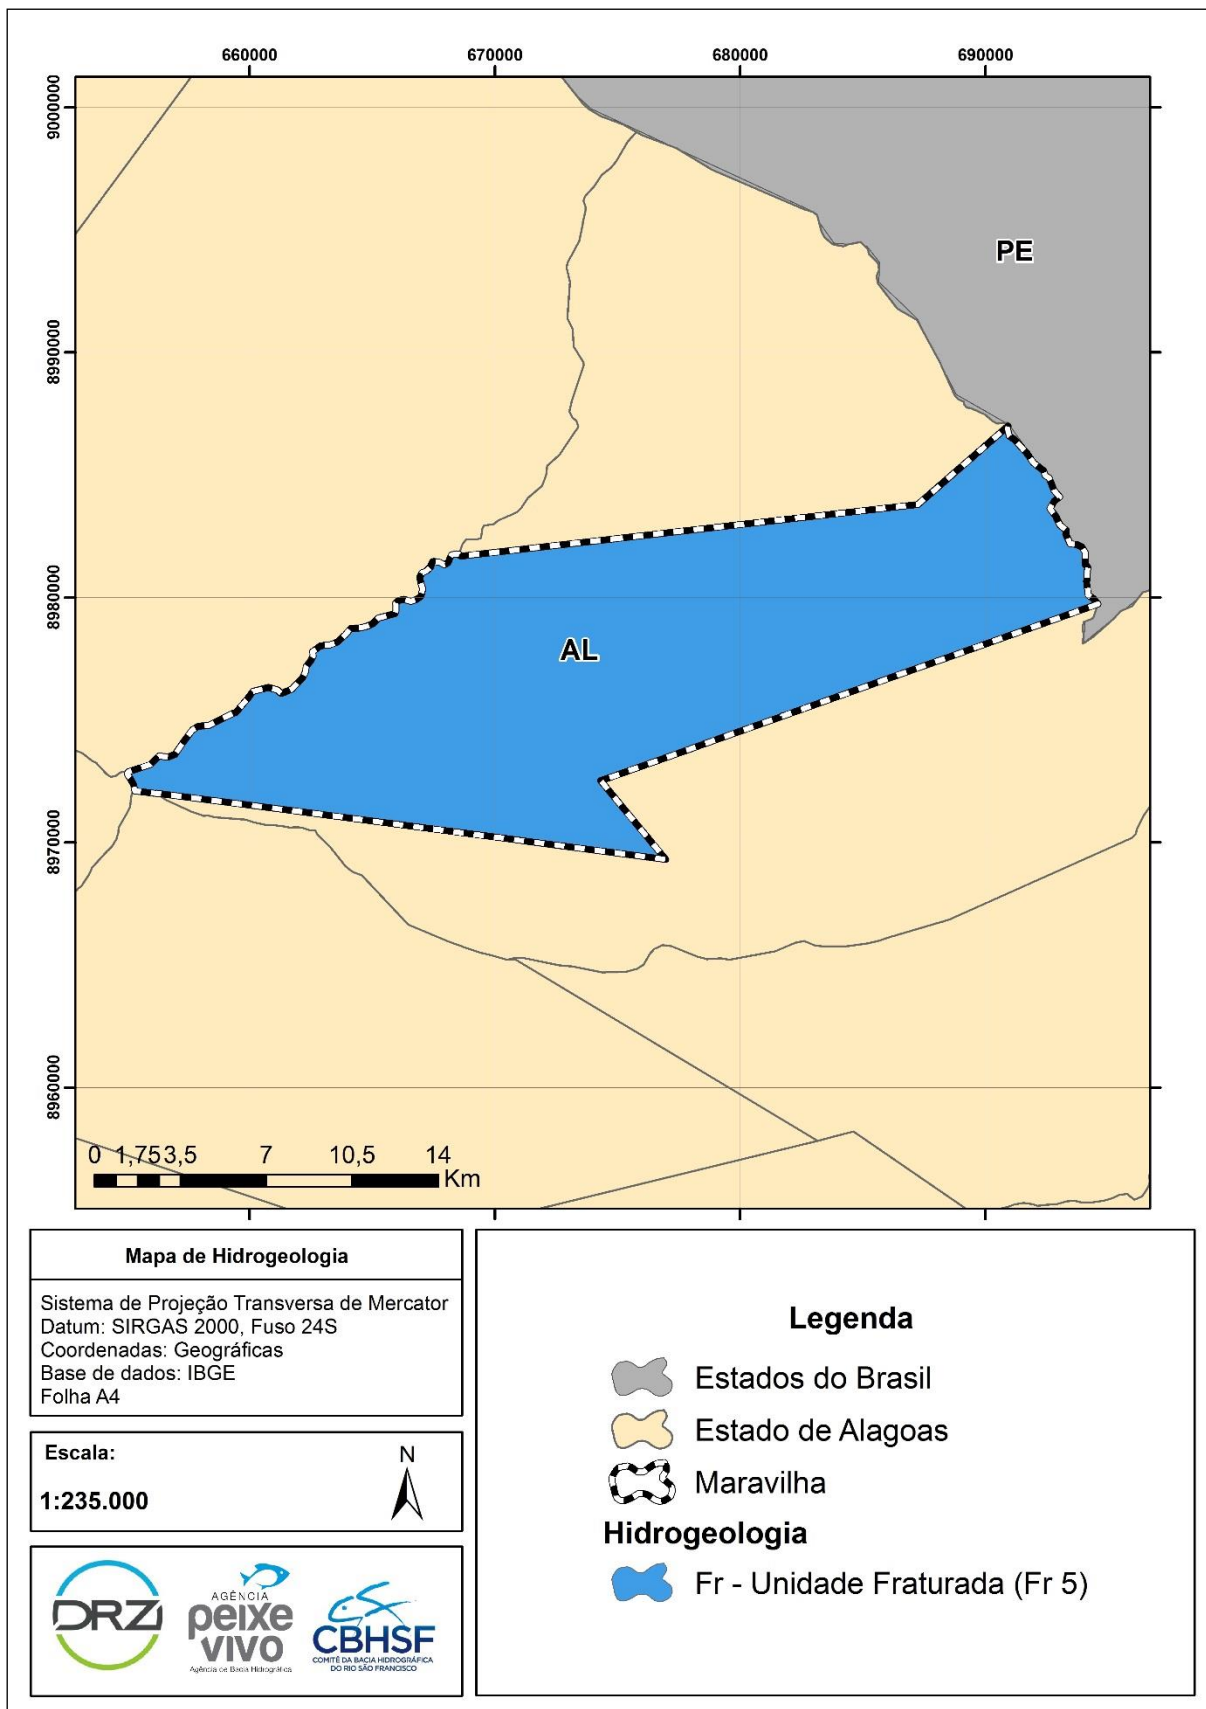 660000 670000 680000 690000
9000000
8990000
8980000
8970000
8960000
PE
AL
0 1,75 3,5 7 10,5 14
Km
Mapa de Hidrogeologia
Sistema de Projeção Transversa de Mercator
Datum: SIRGAS 2000, Fuso 24S
Coordenadas: Geográficas
Base de dados: IBGE
Folha A4
Escala:
1:235.000
N
DRZ
AGÊNCIA
peixe
vivo
Agência de Bacia Hidrográfica
CBHSF
COMITÊ DA BACIA HIDROGRÁFICA
DO RIO SÃO FRANCISCO
Legenda
Estados do Brasil
Estado de Alagoas
Maravilha
Hidrogeologia
Fr - Unidade Fraturada (Fr 5)